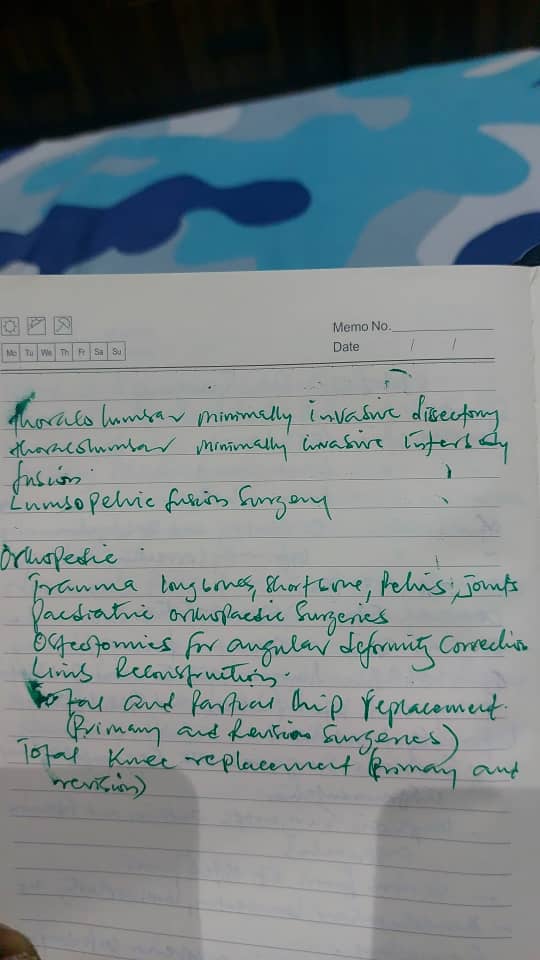 Memo No.
Mo Tu We Th Fr Sa Su
Date / /
thoracolumbar minimally invasive discectomy
thoracolumbar minimally invasive interbody
fusion.
Lumbopelvic fusion Surgery
Orthopedic
Trauma long bones, short bone, Pelvis, joints
Paediatric orthopaedic Surgeries
Osteotomies for angular deformity Correction
Limb Reconstruction.
Total and Partial hip replacement.
(Primary and Revision Surgeries)
Total Knee replacement (Primary and
revision)